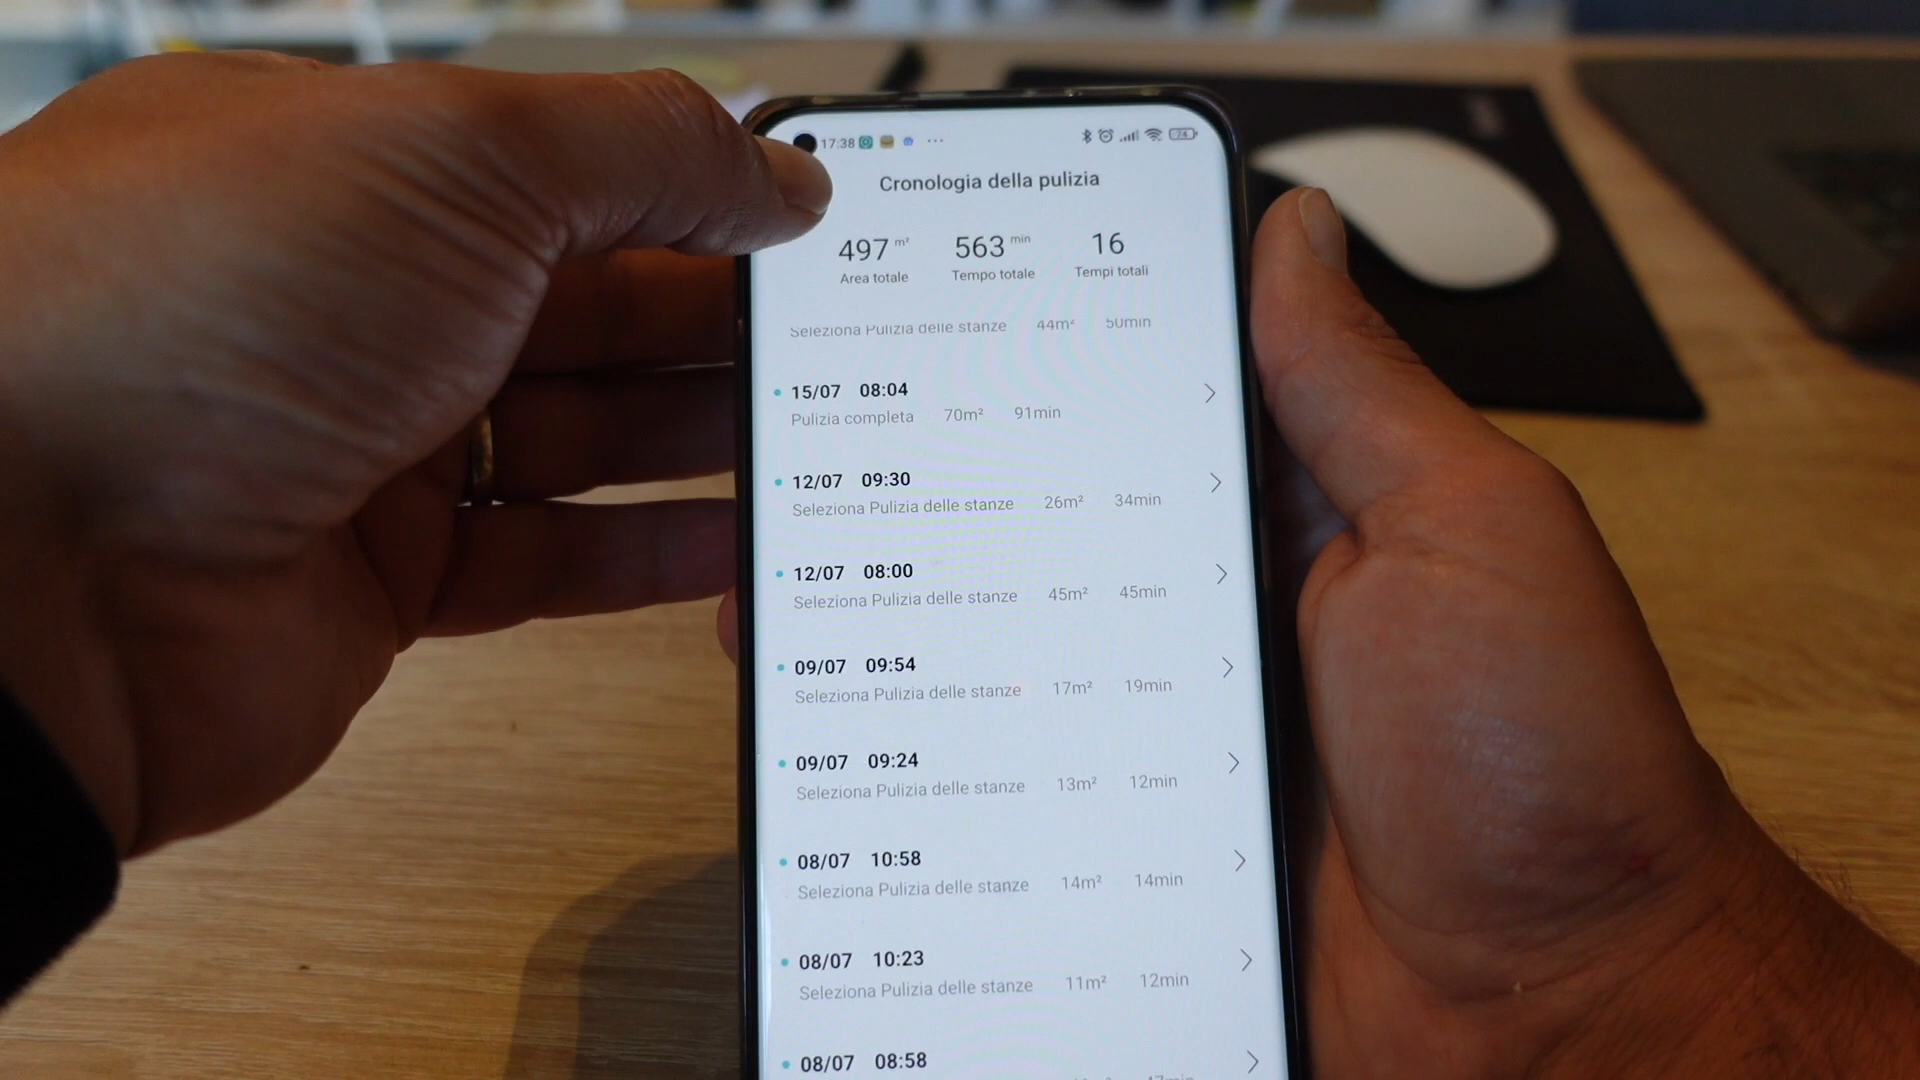 17:38 74
Cronologia della pulizia
497 m² 563 min 16
Area totale Tempo totale Tempi totali
Seleziona Pulizia delle stanze 44m² 50min
15/07 08:04
Pulizia completa 70m² 91min
12/07 09:30
Seleziona Pulizia delle stanze 26m² 34min
12/07 08:00
Seleziona Pulizia delle stanze 45m² 45min
09/07 09:54
Seleziona Pulizia delle stanze 17m² 19min
09/07 09:24
Seleziona Pulizia delle stanze 13m² 12min
08/07 10:58
Seleziona Pulizia delle stanze 14m² 14min
08/07 10:23
Seleziona Pulizia delle stanze 11m² 12min
08/07 08:58